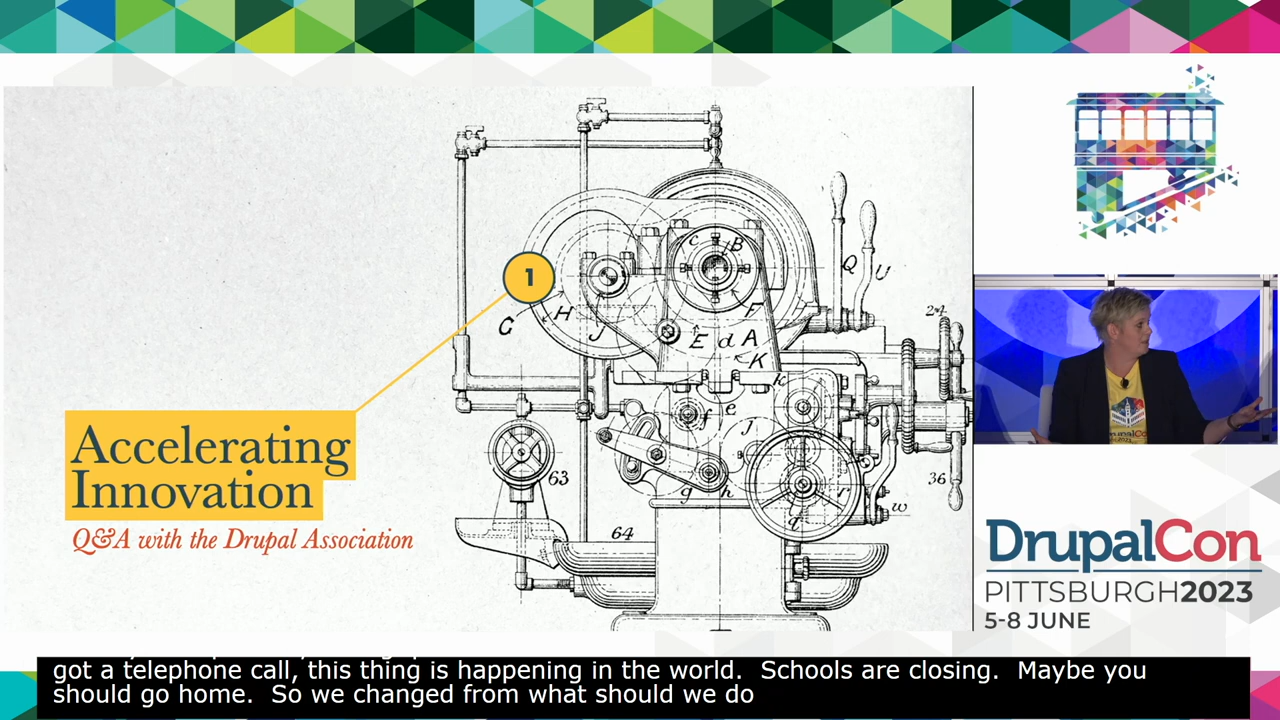 1
Accelerating
Innovation
Q&A with the Drupal Association
c
B
Q
U
G
H
J
F
E
d
A
K
24
k
e
f
J
63
g
h
r
q
36
w
64
DrupalCon
PITTSBURGH2023
5-8 JUNE
got a telephone call, this thing is happening in the world. Schools are closing. Maybe you
should go home. So we changed from what should we do